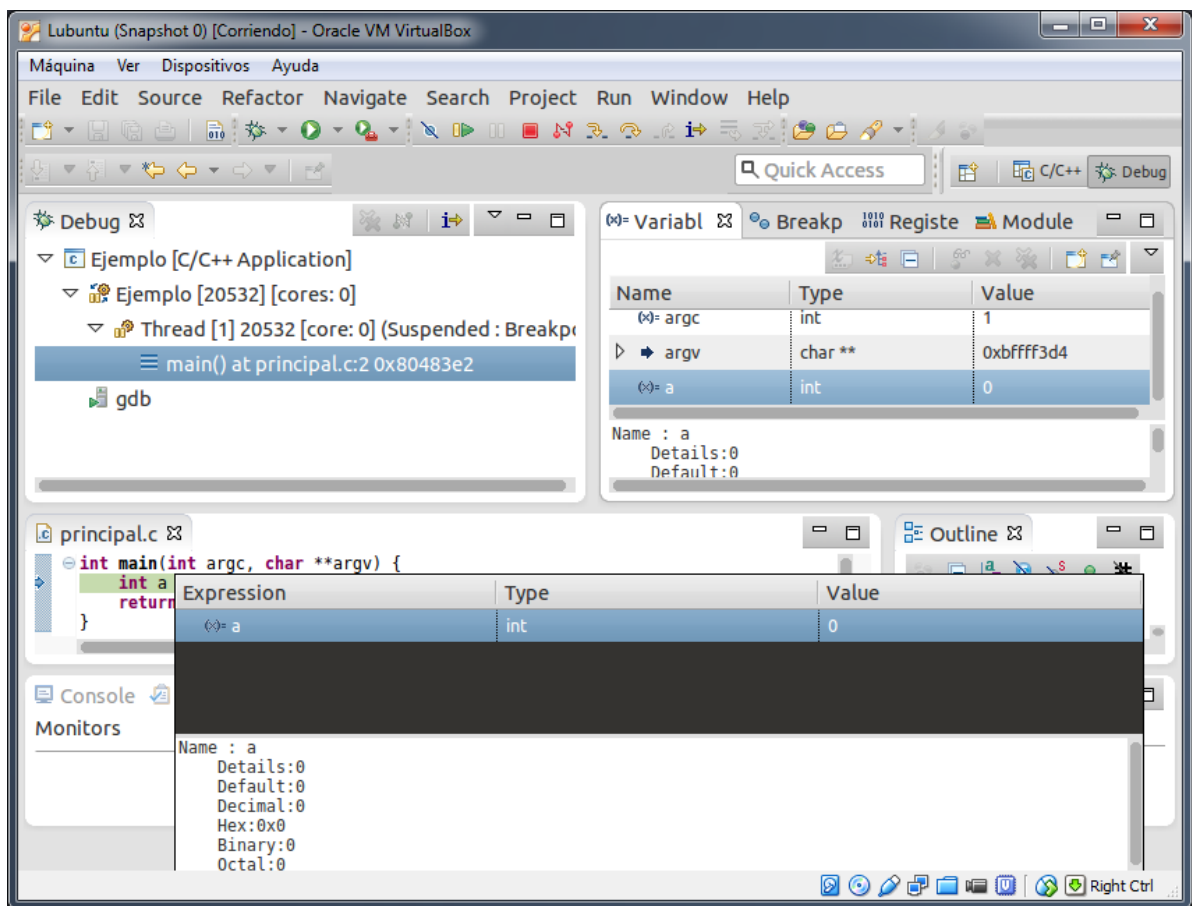 Lubuntu (Snapshot 0) [Corriendo] - Oracle VM VirtualBox
Máquina Ver Dispositivos Ayuda
File Edit Source Refactor Navigate Search Project Run Window Help
Quick Access
C/C++
Debug
Debug
Ejemplo [C/C++ Application]
Ejemplo [20532] [cores: 0]
Thread [1] 20532 [core: 0] (Suspended : Breakpo
main() at principal.c:2 0x80483e2
gdb
(x)= Variabl Breakp Registe Module
Name Type Value
(x)= argc int 1
argv char ** 0xbffff3d4
(x)= a int 0
Name : a
Details:0
Default:0
principal.c
int main(int argc, char **argv) {
int a
return
}
Outline
Expression Type Value
(x)= a int 0
Name : a
Details:0
Default:0
Decimal:0
Hex:0x0
Binary:0
Octal:0
Console
Monitors
Right Ctrl